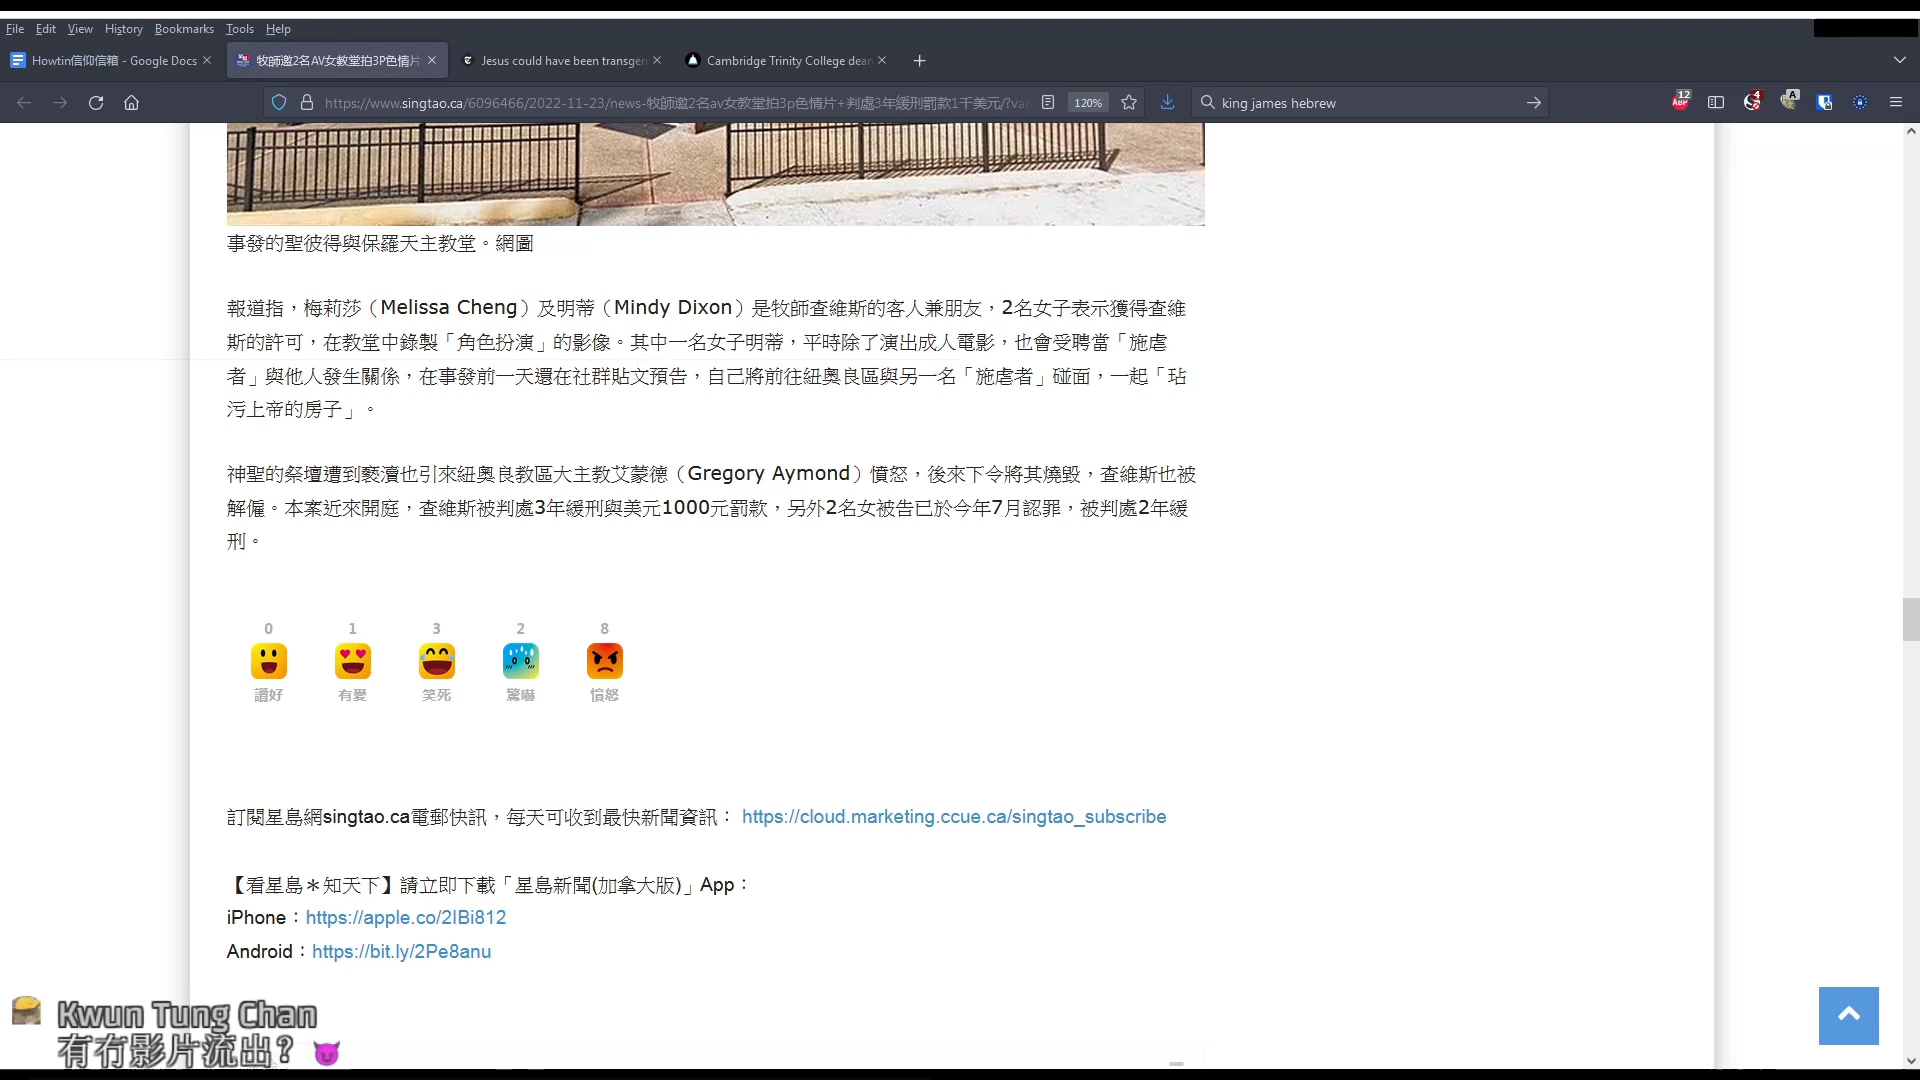 File Edit View History Bookmarks Tools Help
Howtin信仰信箱 - Google Docs
牧師邀2名AV女教堂拍3P色情片
Jesus could have been transgen
Cambridge Trinity College dean
https://www.singtao.ca/6096466/2022-11-23/news-牧師邀2名av女教堂拍3p色情片+判處3年緩刑罰款1千美元/?va
120%
king james hebrew
12
4
A
事發的聖彼得與保羅天主教堂。網圖
報道指，梅莉莎（Melissa Cheng）及明蒂（Mindy Dixon）是牧師查維斯的客人兼朋友，2名女子表示獲得查維
斯的許可，在教堂中錄製「角色扮演」的影像。其中一名女子明蒂，平時除了演出成人電影，也會受聘當「施虐
者」與他人發生關係，在事發前一天還在社群貼文預告，自己將前往紐奧良區與另一名「施虐者」碰面，一起「玷
污上帝的房子」。
神聖的祭壇遭到褻瀆也引來紐奧良教區大主教艾蒙德（Gregory Aymond）憤怒，後來下令將其燒毀，查維斯也被
解僱。本案近來開庭，查維斯被判處3年緩刑與美元1000元罰款，另外2名女被告已於今年7月認罪，被判處2年緩
刑。
0 1 3 2 8
讚好 有愛 笑死 驚嚇 憤怒
訂閱星島網singtao.ca電郵快訊，每天可收到最快新聞資訊： https://cloud.marketing.ccue.ca/singtao_subscribe
【看星島＊知天下】請立即下載「星島新聞(加拿大版)」App：
iPhone：https://apple.co/2IBi812
Android：https://bit.ly/2Pe8anu
Kwun Tung Chan
有冇影片流出？😈